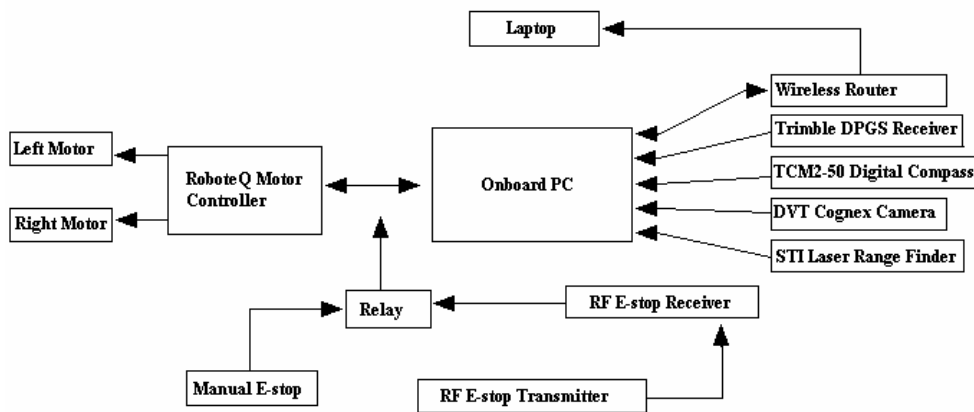 Laptop
Wireless Router
Trimble DPGS Receiver
Left Motor
RoboteQ Motor
Controller
Onboard PC
TCM2-50 Digital Compass
DVT Cognex Camera
Right Motor
STI Laser Range Finder
Relay
RF E-stop Receiver
Manual E-stop
RF E-stop Transmitter